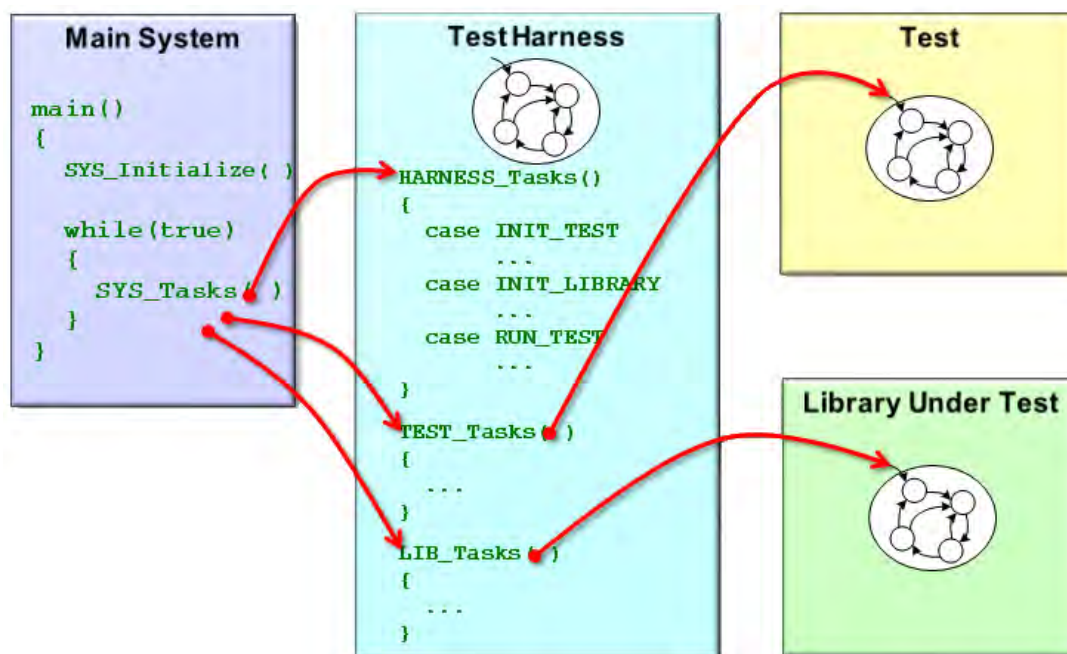 Main System
main()
{
SYS_Initialize( )
while(true)
{
SYS_Tasks( )
}
}
Test Harness
HARNESS_Tasks()
{
case INIT_TEST
...
case INIT_LIBRARY
...
case RUN_TEST
...
}
TEST_Tasks( )
{
...
}
LIB_Tasks( )
{
...
}
Test
Library Under Test